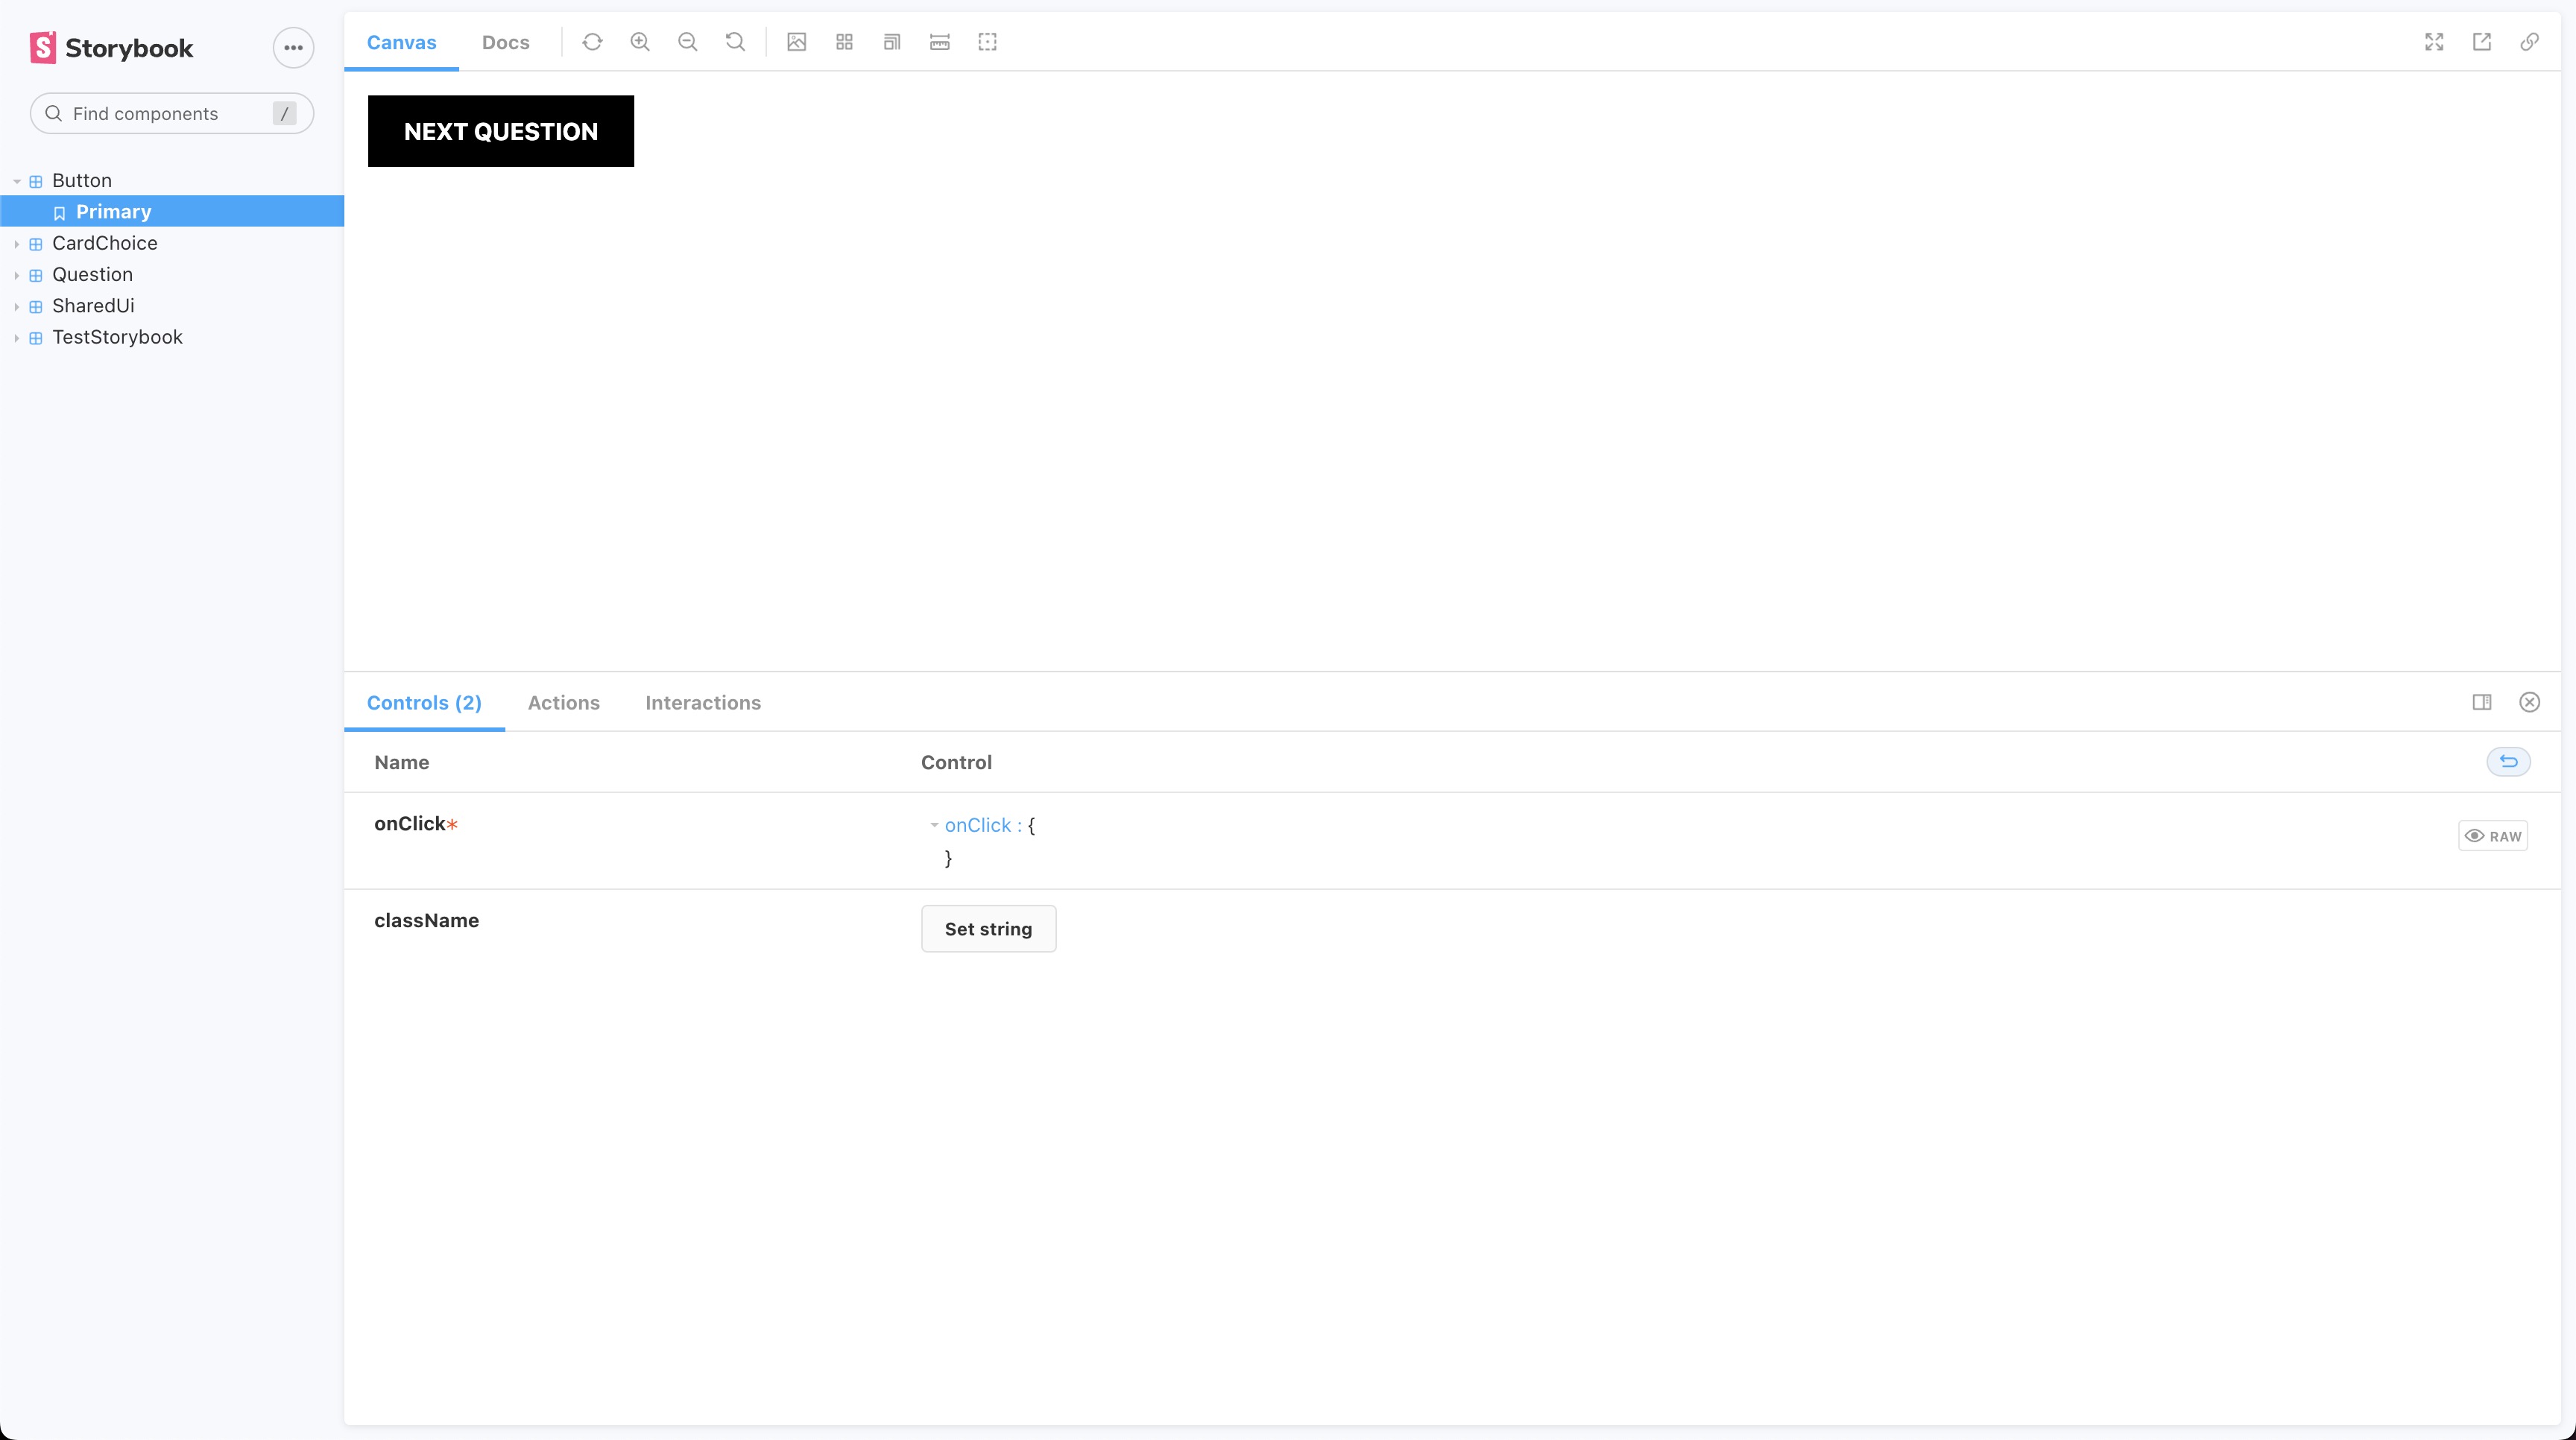 Storybook
Find components
/
Button
Primary
CardChoice
Question
SharedUi
TestStorybook
Canvas
Docs
NEXT QUESTION
Controls (2)
Actions
Interactions
Name
Control
onClick*
onClick : {
}
RAW
className
Set string